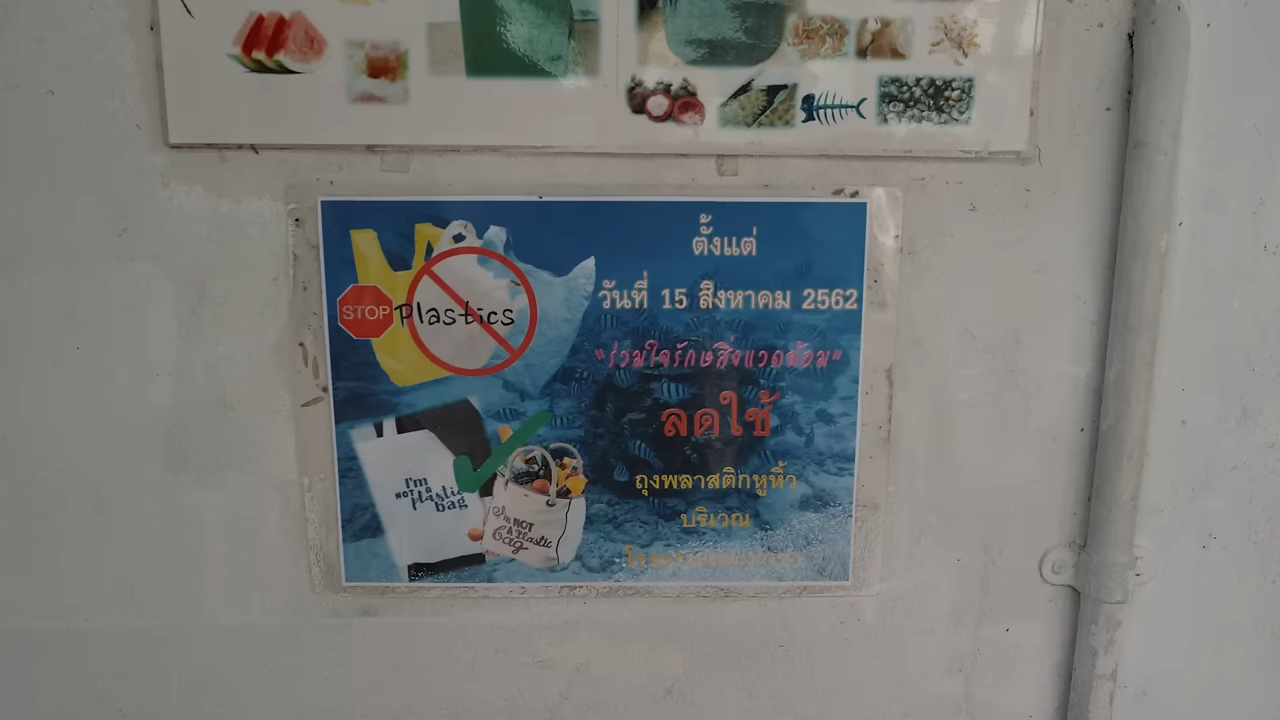 STOP Plastics
ตั้งแต่
วันที่ 15 สิงหาคม 2562
"ร่วมใจรักษสิ่งแวดล้อม"
ลดใช้
ถุงพลาสติกหูหิ้ว
บริเวณ
I'm
NOT A
plastic
bag
I'm NOT
A Plastic
Bag